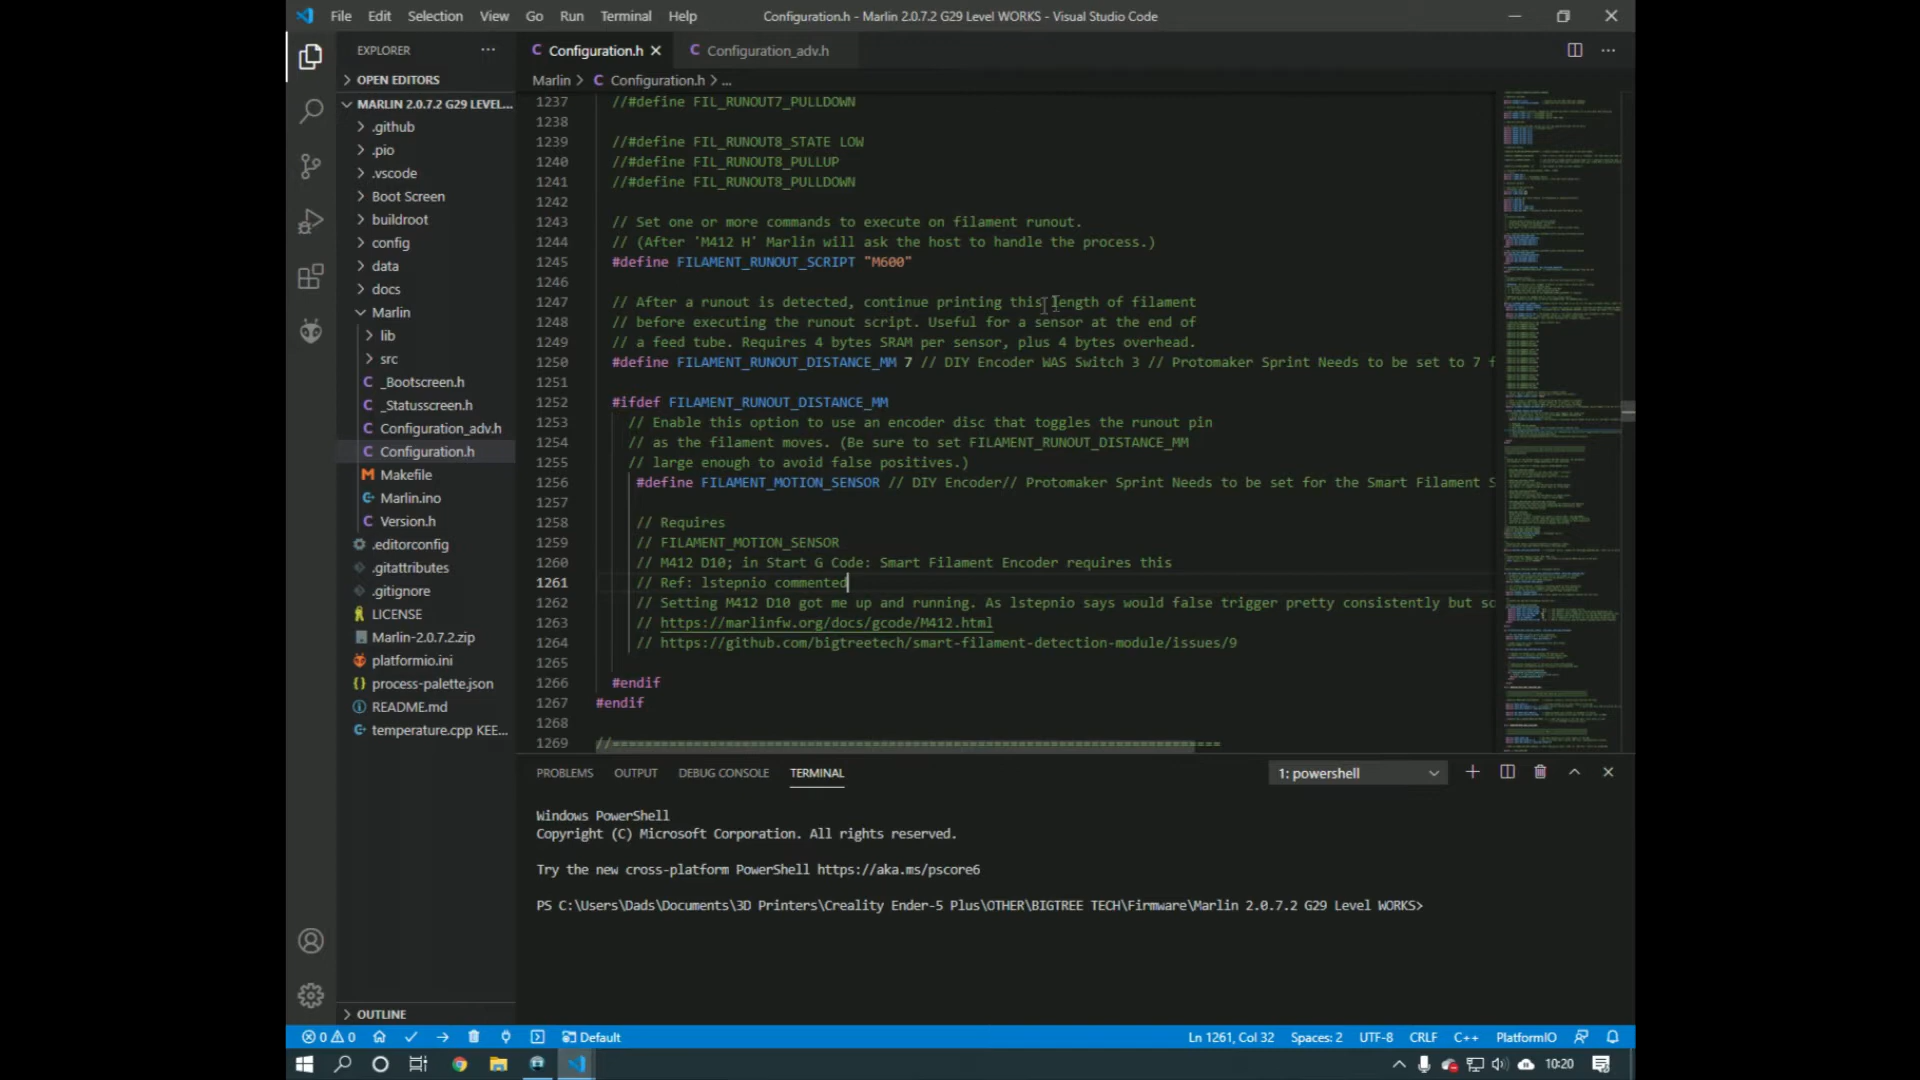 File Edit Selection View Go Run Terminal Help Configuration.h - Marlin 2.0.7.2 G29 Level WORKS - Visual Studio Code
EXPLORER
Configuration.h
Configuration_adv.h
OPEN EDITORS
Marlin > Configuration.h > ...
MARLIN 2.0.7.2 G29 LEVEL...
.github
.pio
.vscode
Boot Screen
buildroot
config
data
docs
Marlin
lib
src
_Bootscreen.h
_Statusscreen.h
Configuration_adv.h
Configuration.h
Makefile
Marlin.ino
Version.h
.editorconfig
.gitattributes
.gitignore
LICENSE
Marlin-2.0.7.2.zip
platformio.ini
process-palette.json
README.md
temperature.cpp KEE...
OUTLINE
1237 //#define FIL_RUNOUT7_PULLDOWN
1238
1239 //#define FIL_RUNOUT8_STATE LOW
1240 //#define FIL_RUNOUT8_PULLUP
1241 //#define FIL_RUNOUT8_PULLDOWN
1242
1243 // Set one or more commands to execute on filament runout.
1244 // (After 'M412 H' Marlin will ask the host to handle the process.)
1245 #define FILAMENT_RUNOUT_SCRIPT "M600"
1246
1247 // After a runout is detected, continue printing this length of filament
1248 // before executing the runout script. Useful for a sensor at the end of
1249 // a feed tube. Requires 4 bytes SRAM per sensor, plus 4 bytes overhead.
1250 #define FILAMENT_RUNOUT_DISTANCE_MM 7 // DIY Encoder WAS Switch 3 // Protomaker Sprint Needs to be set to 7 f
1251
1252 #ifdef FILAMENT_RUNOUT_DISTANCE_MM
1253 // Enable this option to use an encoder disc that toggles the runout pin
1254 // as the filament moves. (Be sure to set FILAMENT_RUNOUT_DISTANCE_MM
1255 // large enough to avoid false positives.)
1256 #define FILAMENT_MOTION_SENSOR // DIY Encoder// Protomaker Sprint Needs to be set for the Smart Filament S
1257
1258 // Requires
1259 // FILAMENT_MOTION_SENSOR
1260 // M412 D10; in Start G Code: Smart Filament Encoder requires this
1261 // Ref: lstepnio commented
1262 // Setting M412 D10 got me up and running. As lstepnio says would false trigger pretty consistently but so
1263 // https://marlinfw.org/docs/gcode/M412.html
1264 // https://github.com/bigtreetech/smart-filament-detection-module/issues/9
1265
1266 #endif
1267 #endif
1268
1269 //===========================================================================
PROBLEMS OUTPUT DEBUG CONSOLE TERMINAL 1: powershell
Windows PowerShell
Copyright (C) Microsoft Corporation. All rights reserved.
Try the new cross-platform PowerShell https://aka.ms/pscore6
PS C:\Users\Dads\Documents\3D Printers\Creality Ender-5 Plus\OTHER\BIGTREE TECH\Firmware\Marlin 2.0.7.2 G29 Level WORKS>
0 0 Default Ln 1261, Col 32 Spaces: 2 UTF-8 CRLF C++ PlatformIO
10:20